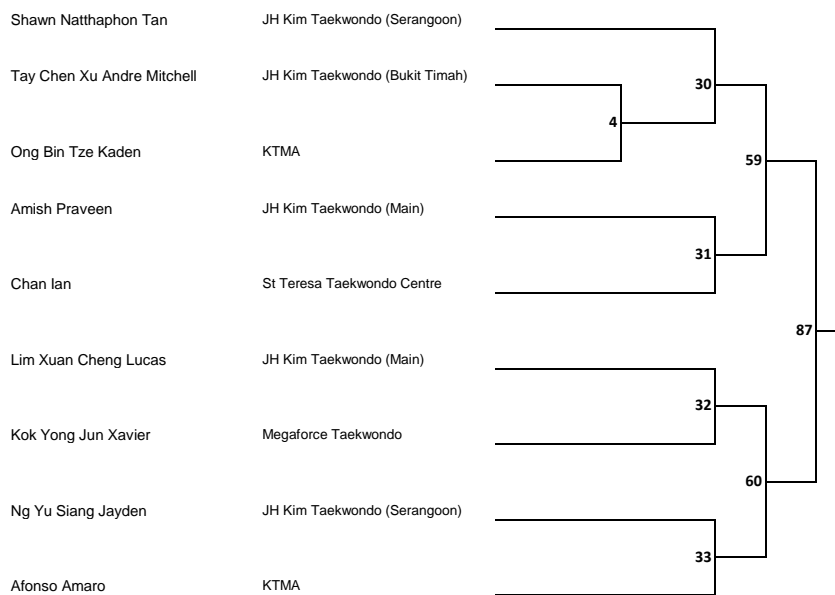 Shawn Natthaphon Tan JH Kim Taekwondo (Serangoon)
Tay Chen Xu Andre Mitchell JH Kim Taekwondo (Bukit Timah) 30
4
Ong Bin Tze Kaden KTMA 59
Amish Praveen JH Kim Taekwondo (Main)
31
Chan Ian St Teresa Taekwondo Centre
87
Lim Xuan Cheng Lucas JH Kim Taekwondo (Main)
32
Kok Yong Jun Xavier Megaforce Taekwondo
60
Ng Yu Siang Jayden JH Kim Taekwondo (Serangoon)
33
Afonso Amaro KTMA